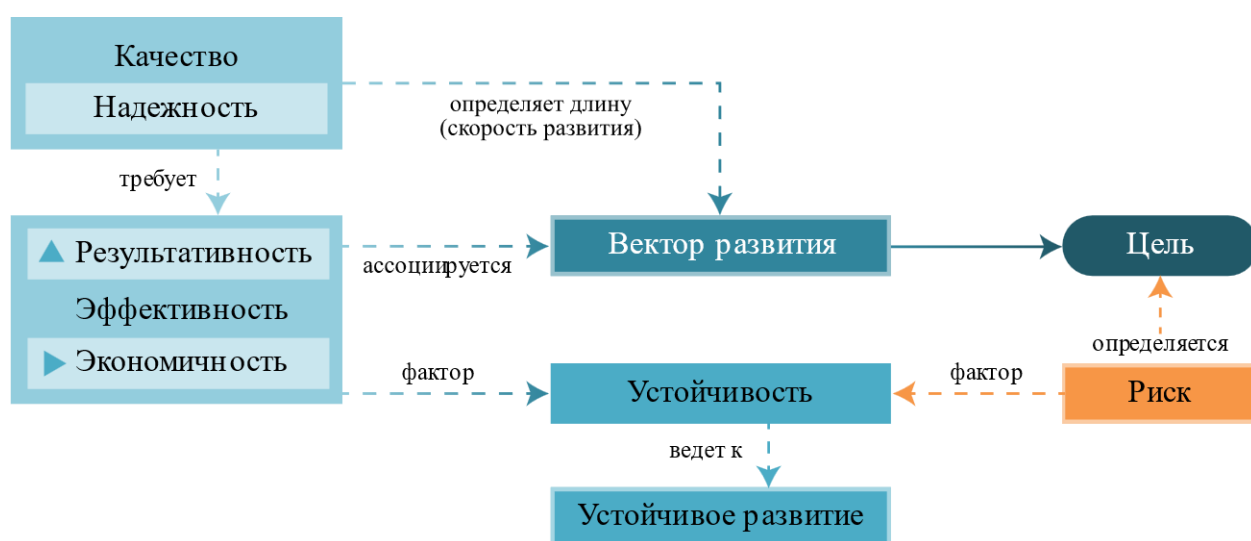 Качество
Надежность
определяет длину
(скорость развития)
требует
Результативность
ассоциируется
Вектор развития
Цель
Эффективность
определяется
Экономичность
фактор
Устойчивость
фактор
Риск
ведет к
Устойчивое развитие